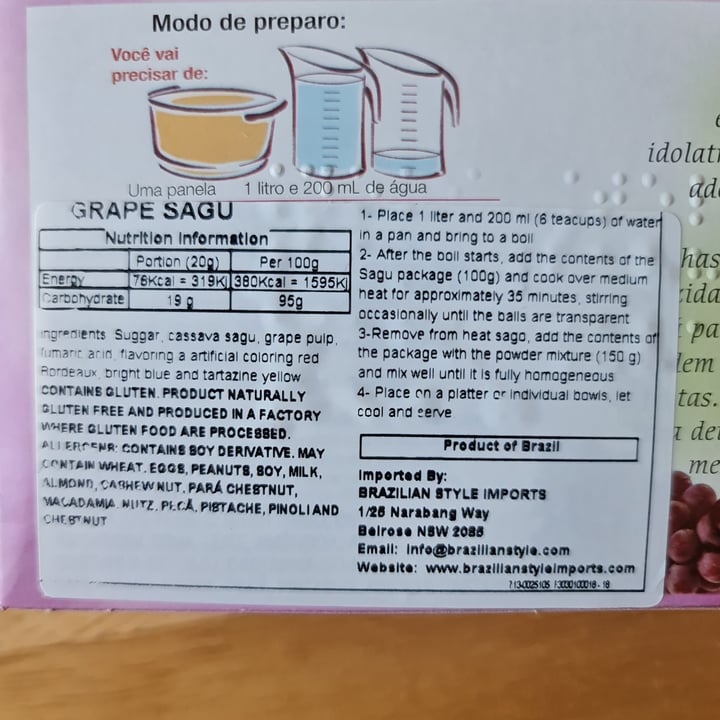 Modo de preparo:
Você vai
precisar de:
Uma panela 1 litro e 200 mL de água
GRAPE SAGU
Nutrition Information
Portion (20g) Per 100g
Energy 76Kcal = 319Kj 380Kcal = 1595Kj
Carbohydrate 19 g 95g
Ingredients Suggar, cassava sagu, grape pulp,
fumaric arid, flavoring a artificial coloring red
Bordeaux, bright blue and tartazine yellow
CONTAINS GLUTEN. PRODUCT NATURALLY
GLUTEN FREE AND PRODUCED IN A FACTORY
WHERE GLUTEN FOOD ARE PROCESSED.
ALLERGENS: CONTAINS SOY DERIVATIVE. MAY
CONTAIN WHEAT, EGGS, PEANUTS, SOY, MILK,
ALMOND, CASHEW NUT, PARÁ CHESTNUT,
MACADAMIA NUTZ, PECÃ, PISTACHE, PINOLI AND
CHESTNUT
1- Place 1 liter and 200 ml (6 teacups) of water
in a pan and bring to a boil
2- After the boil starts, add the contents of the
Sagu package (100g) and cook over medium
heat for approximately 35 minutes, stirring
occasionally until the balls are transparent
3-Remove from heat sago, add the contents of
the package with the powder mixture (150 g)
and mix well until it is fully homogeneous
4- Place on a platter or individual bowls, let
cool and serve
Product of Brazil
Imported By:
BRAZILIAN STYLE IMPORTS
1/26 Narabang Way
Belrose NSW 2085
Email: info@brazilianstyle.com
Website: www.brazilianstyleimports.com
idolatr
ade
has
zida
pa
lem
tas.
a de
me